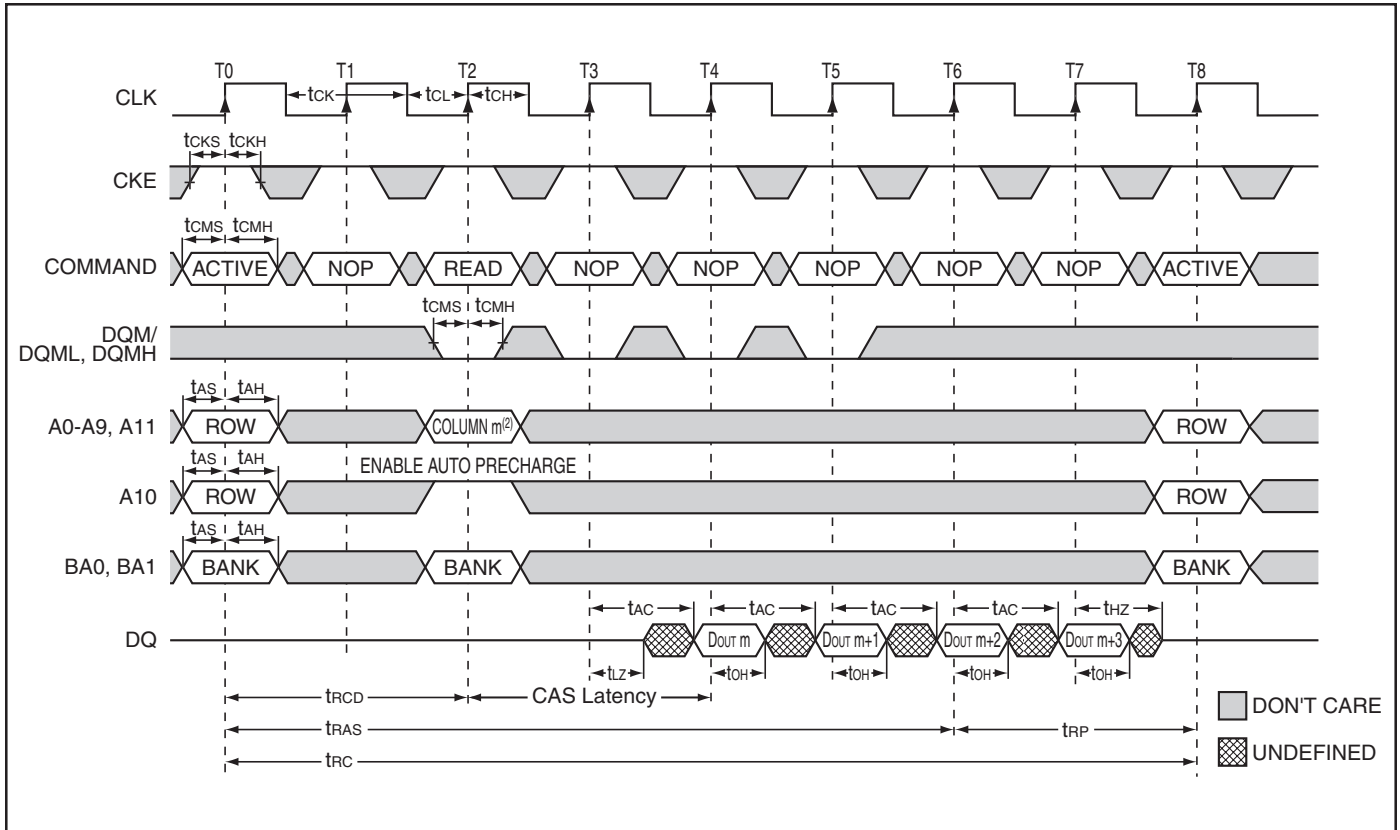 T0 T1 T2 T3 T4 T5 T6 T7 T8
CLK tCK tCL tCH
tCKS tCKH
CKE
tCMS tCMH
COMMAND ACTIVE NOP READ NOP NOP NOP NOP NOP ACTIVE
tCMS tCMH
DQM/
DQML, DQMH
tAS tAH
A0-A9, A11 ROW COLUMN m(2) ROW
tAS tAH ENABLE AUTO PRECHARGE
A10 ROW ROW
tAS tAH
BA0, BA1 BANK BANK BANK
tAC tAC tAC tAC tHZ
DQ DOUT m DOUT m+1 DOUT m+2 DOUT m+3
tLZ tOH tOH tOH tOH
tRCD CAS Latency
DON'T CARE
tRAS tRP
UNDEFINED
tRC